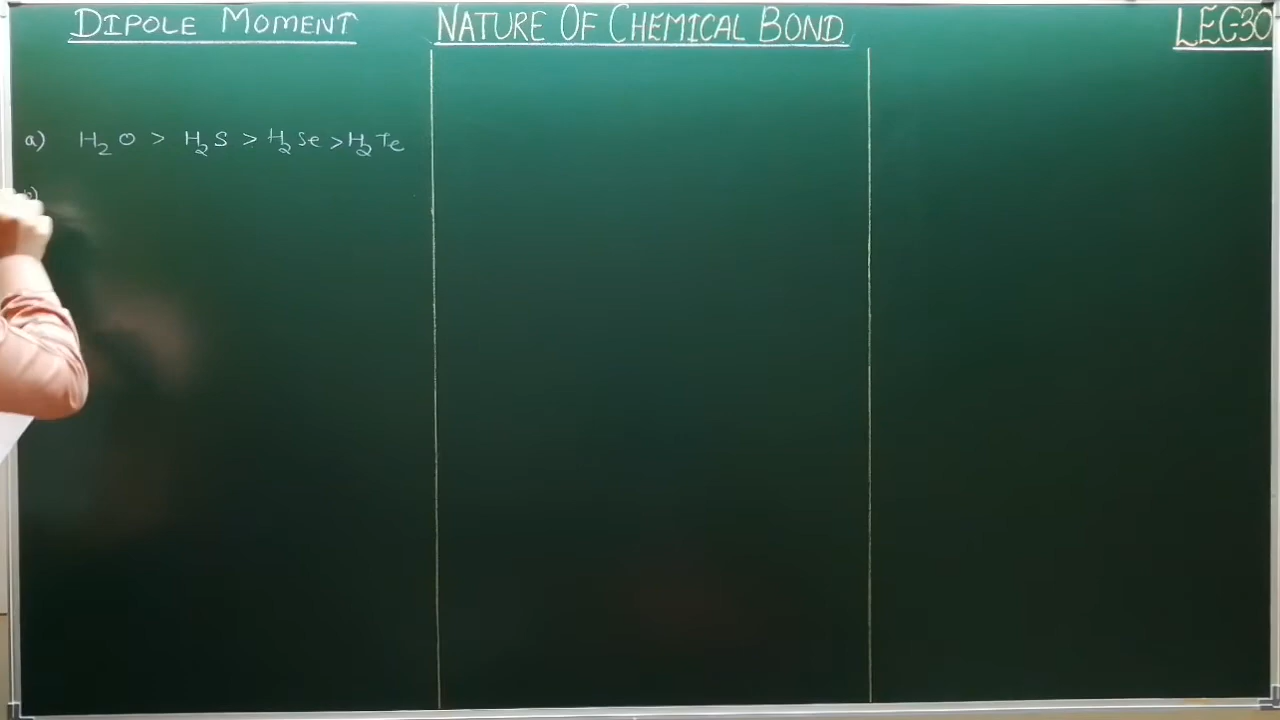 DIPOLE MOMENT
NATURE OF CHEMICAL BOND
LEC30
a) H₂O > H₂S > H₂Se > H₂Te